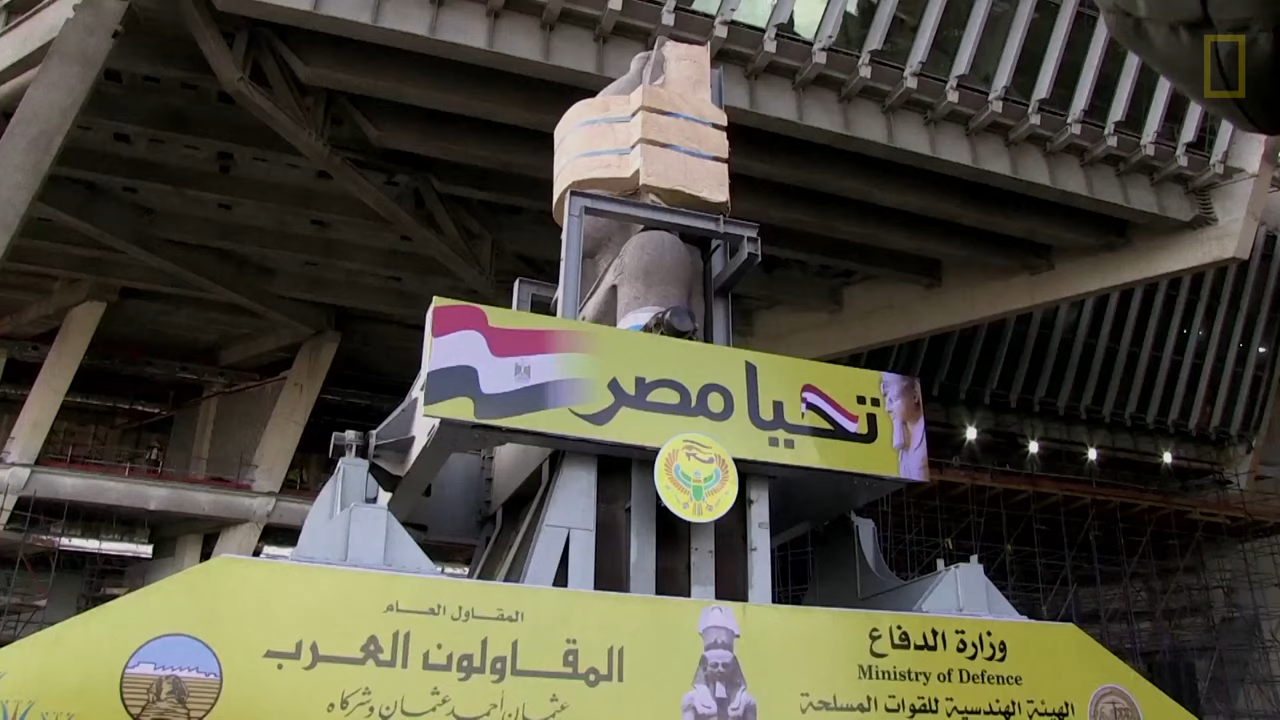 تحيا مصر
المقاول العام
المقاولون العرب
عثمان أحمد عثمان وشركاه
وزارة الدفاع
Ministry of Defence
الهيئة الهندسية للقوات المسلحة